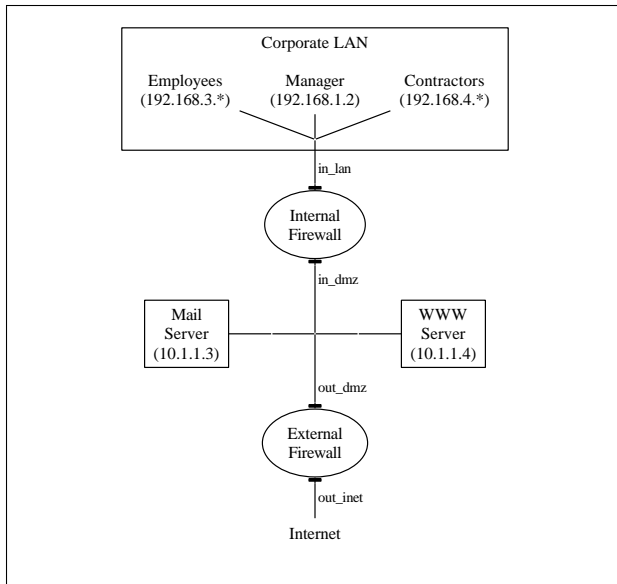 Corporate LAN
Employees Manager Contractors
(192.168.3.*) (192.168.1.2) (192.168.4.*)
in_lan
Internal
Firewall
in_dmz
Mail
Server
(10.1.1.3)
WWW
Server
(10.1.1.4)
out_dmz
External
Firewall
out_inet
Internet